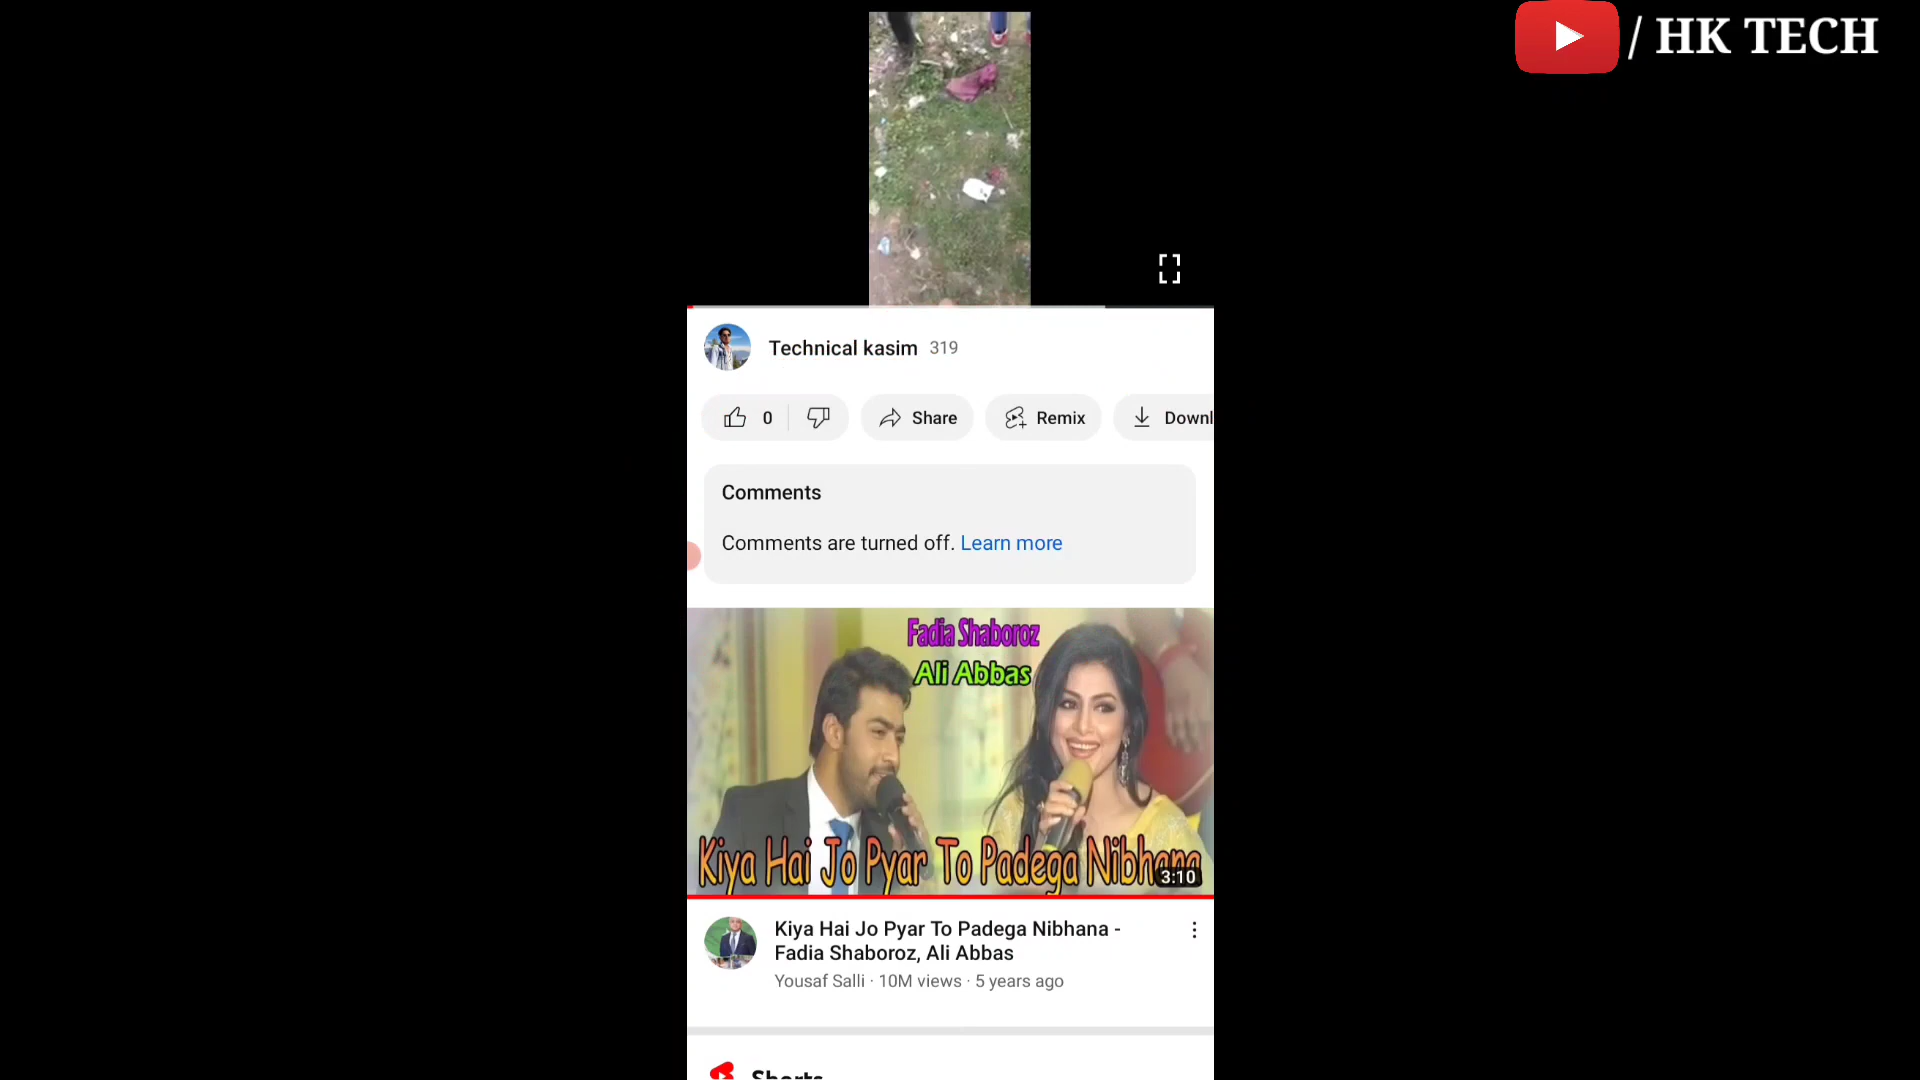 / HK TECH
Technical kasim 319
0 Share Remix Downl
Comments
Comments are turned off. Learn more
Fadia Shaboroz
Ali Abbas
Kiya Hai Jo Pyar To Padega Nibhana
3:10
Kiya Hai Jo Pyar To Padega Nibhana -
Fadia Shaboroz, Ali Abbas
Yousaf Salli · 10M views · 5 years ago
Shorts